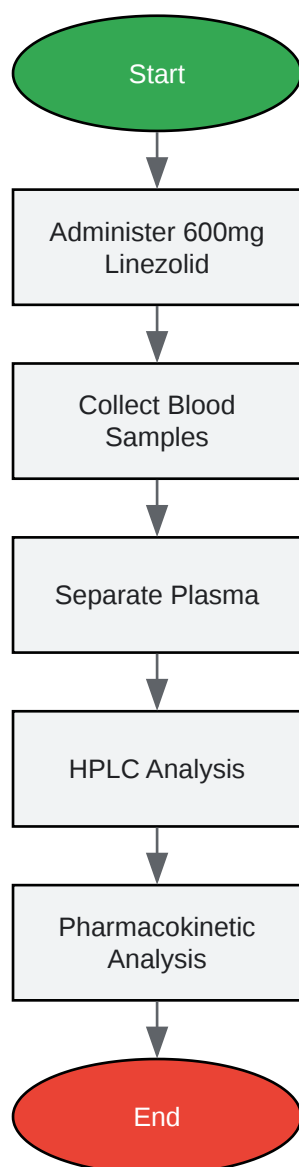 Start
Administer 600mg
Linezolid
Collect Blood
Samples
Separate Plasma
HPLC Analysis
Pharmacokinetic
Analysis
End